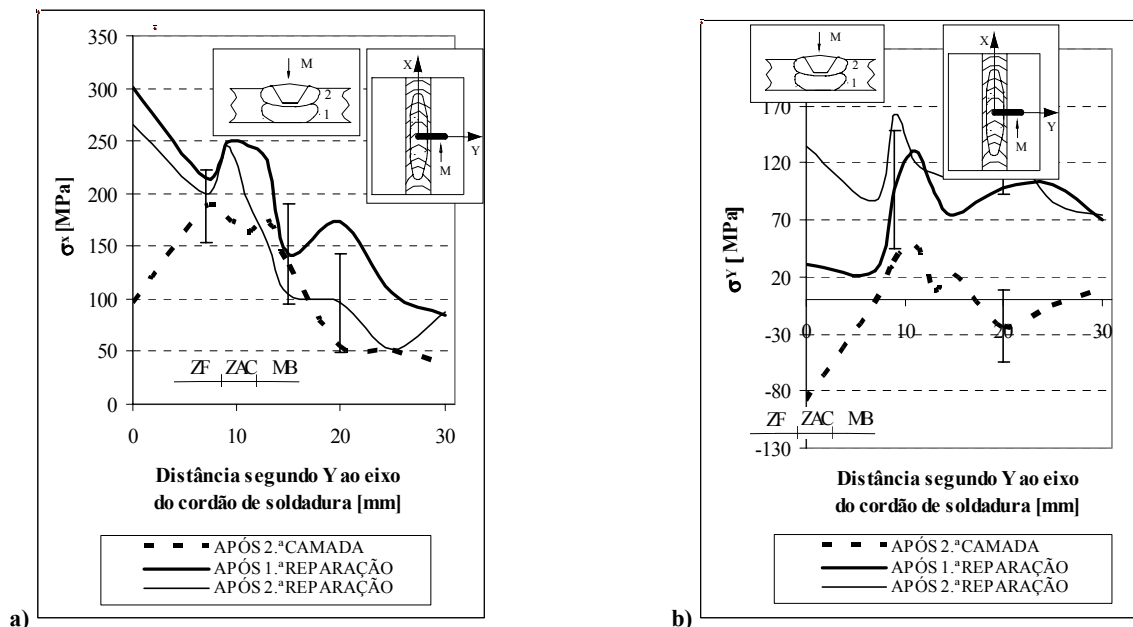 350
300
250
200
150
100
50
0
σx [MPa]
M
2
1
X
Y
M
ZF ZAC MB
0 10 20 30
Distância segundo Y ao eixo
do cordão de soldadura [mm]
APÓS 2.ª CAMADA
APÓS 1.ª REPARAÇÃO
APÓS 2.ª REPARAÇÃO
a)
170
120
70
20
-30
-80
-130
σY [ MPa]
M
2
1
X
Y
M
0 10 20 30
ZF ZAC MB
Distância segundo Y ao eixo
do cordão de soldadura [mm]
APÓS 2.ª CAMADA
APÓS 1.ª REPARAÇÃO
APÓS 2.ª REPARAÇÃO
b)